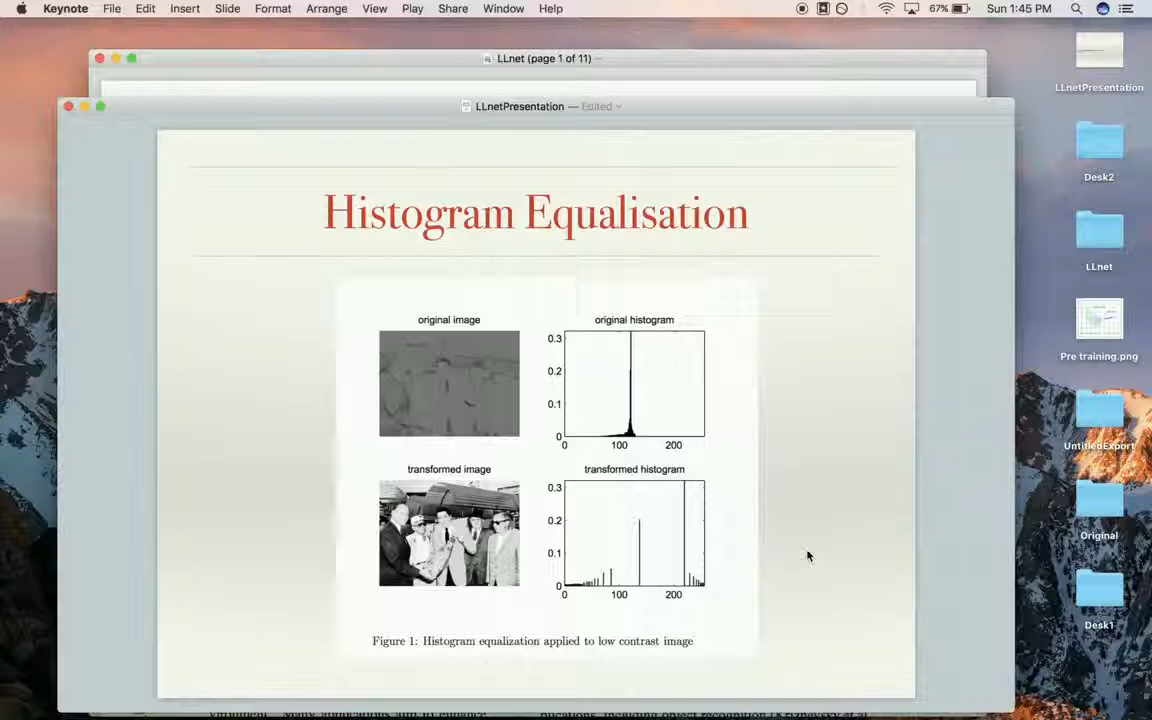 Keynote File Edit Insert Slide Format Arrange View Play Share Window Help 67% Sun 1:45 PM
LLnet (page 1 of 11)
LLnetPresentation — Edited
Histogram Equalisation
original image
original histogram
0.3
0.2
0.1
0
0 100 200
transformed image
transformed histogram
0.3
0.2
0.1
0
0 100 200
Figure 1: Histogram equalization applied to low contrast image
LLnetPresentation
Desk2
LLnet
Pre training.png
UntitledExport
Original
Desk1